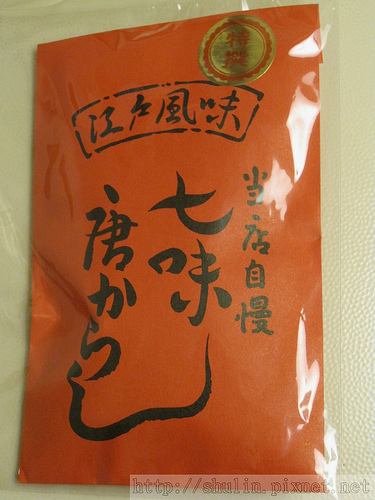 特撰
江戸風味
当店自慢
七味
唐からし
http://shulin.pixnet.net